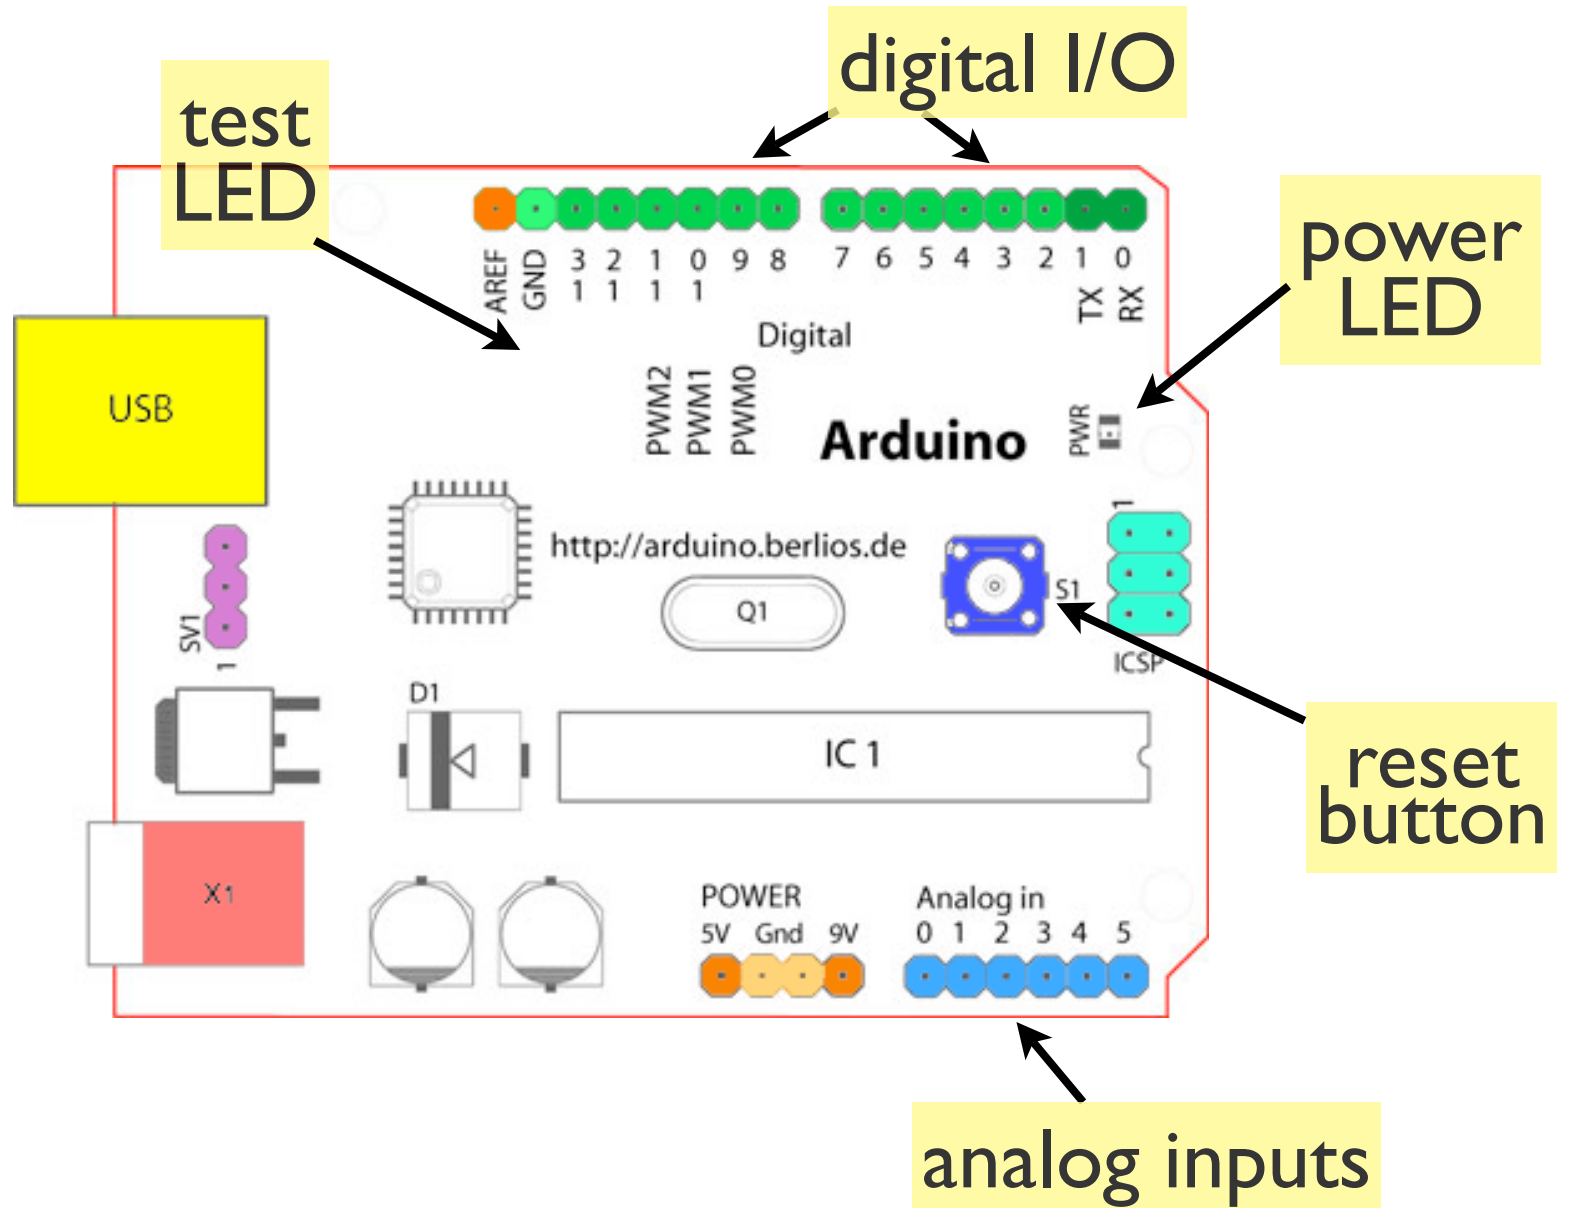 digital I/O
test
LED
power
LED
AREF
GND
3 2 1 0 9 8 7 6 5 4 3 2 1 0
1 1 1 1
TX
RX
Digital
USB
PWM2
PWM1
PWM0
Arduino
PWR
1
http://arduino.berlios.de
S1
Q1
SV1
1
ICSP
D1
IC 1
reset
button
X1
POWER
5V Gnd 9V
Analog in
0 1 2 3 4 5
analog inputs